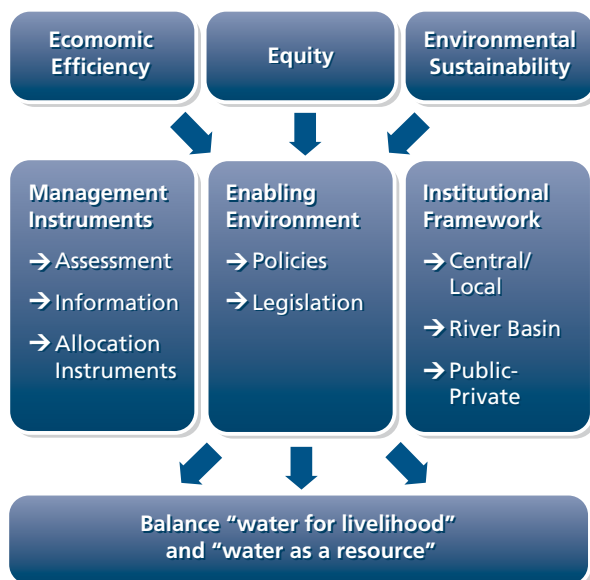 Ecomomic
Efficiency
Equity
Environmental
Sustainability
Management
Instruments
→ Assessment
→ Information
→ Allocation
Instruments
Enabling
Environment
→ Policies
→ Legislation
Institutional
Framework
→ Central/
Local
→ River Basin
→ Public-
Private
Balance “water for livelihood”
and “water as a resource”